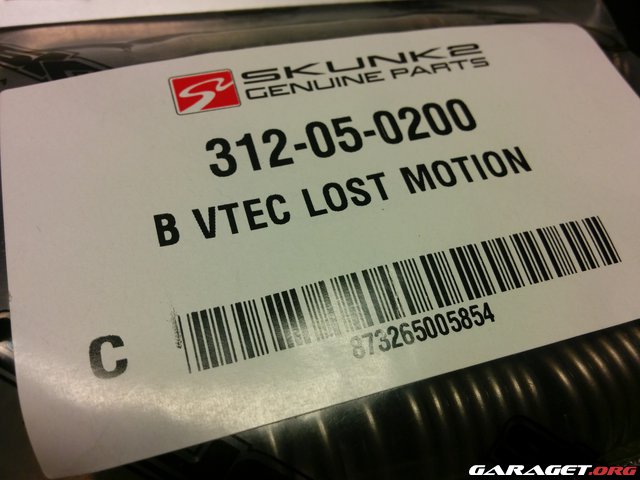 SKUNK2
GENUINE PARTS
312-05-0200
B VTEC LOST MOTION
C
873265005854
GARAGET.ORG